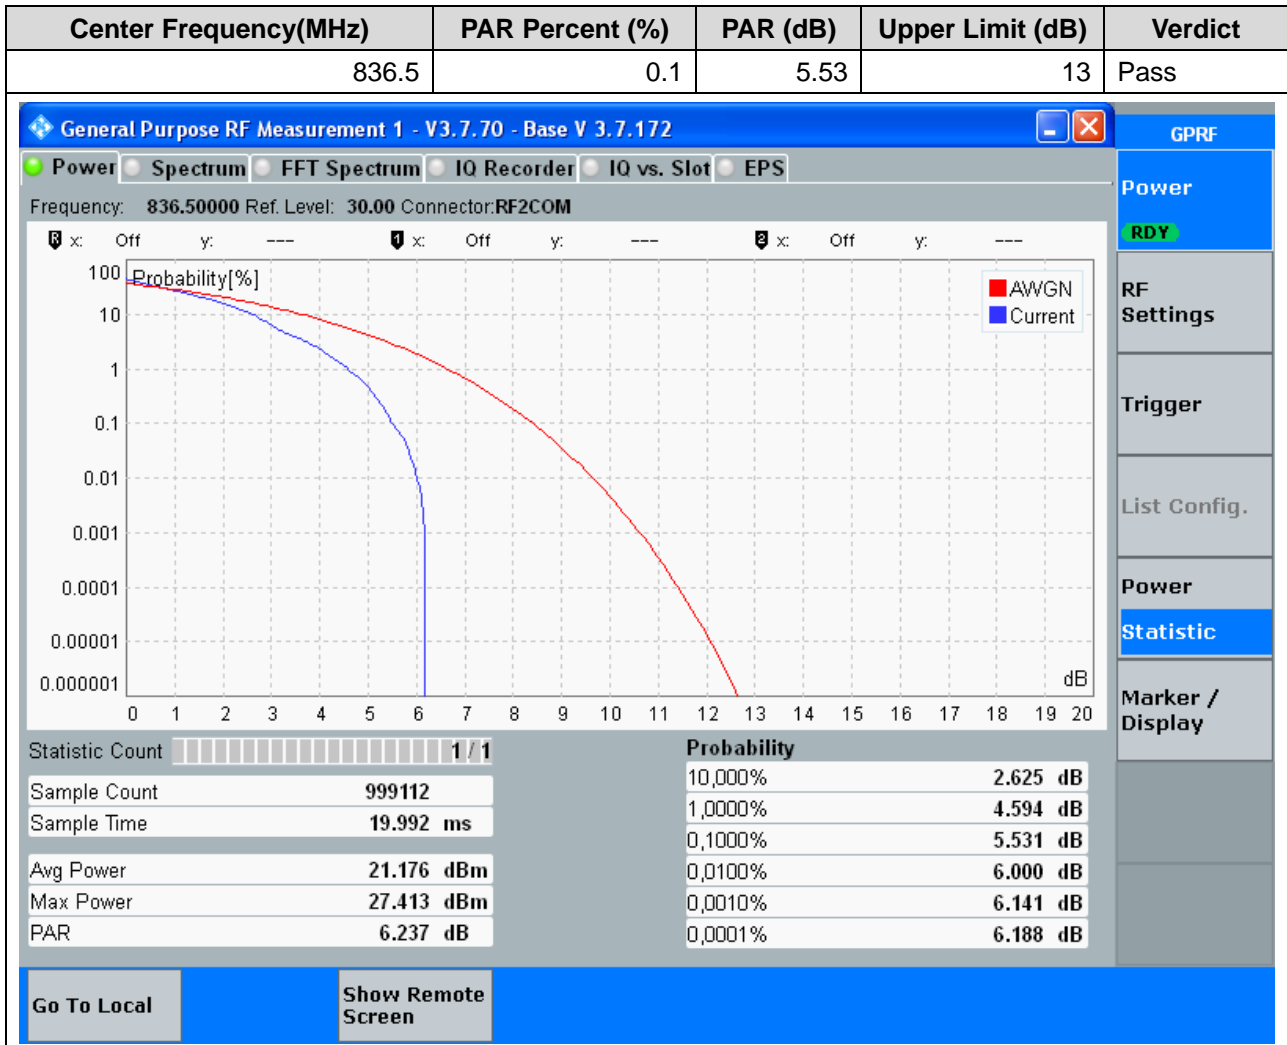 Center Frequency(MHz) PAR Percent (%) PAR (dB) Upper Limit (dB) Verdict
836.5 0.1 5.53 13 Pass
General Purpose RF Measurement 1 - V3.7.70 - Base V 3.7.172
GPRF
Power Spectrum FFT Spectrum IQ Recorder IQ vs. Slot EPS
Frequency: 836.50000 Ref. Level: 30.00 Connector:RF2COM
R x: Off y: --- 1 x: Off y: --- 2 x: Off y: ---
Probability[%]
AWGN
Current
100
10
1
0.1
0.01
0.001
0.0001
0.00001
0.000001
dB
0 1 2 3 4 5 6 7 8 9 10 11 12 13 14 15 16 17 18 19 20
Statistic Count 1 / 1
Sample Count 999112
Sample Time 19.992 ms
Avg Power 21.176 dBm
Max Power 27.413 dBm
PAR 6.237 dB
Probability
10,000% 2.625 dB
1,0000% 4.594 dB
0,1000% 5.531 dB
0,0100% 6.000 dB
0,0010% 6.141 dB
0,0001% 6.188 dB
Power
RDY
RF
Settings
Trigger
List Config.
Power
Statistic
Marker /
Display
Go To Local
Show Remote
Screen